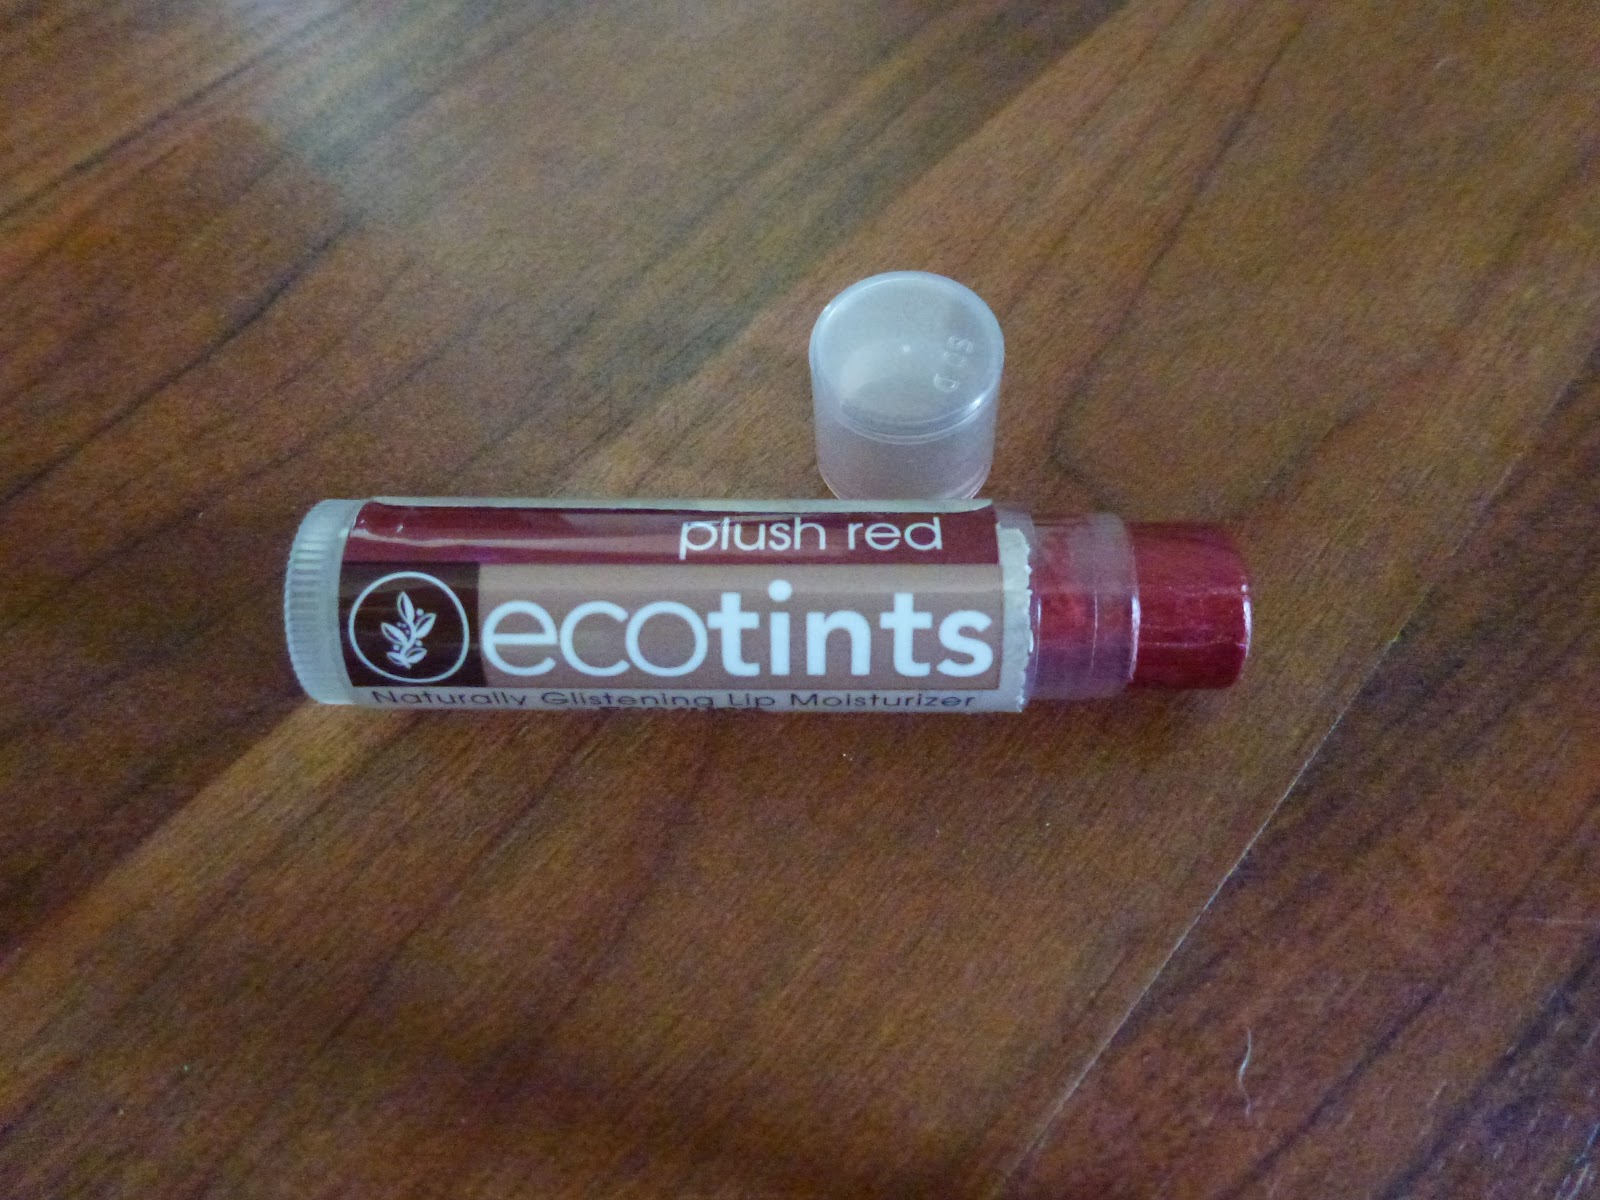 plush red
ecotints
Naturally Glistening Lip Moisturizer